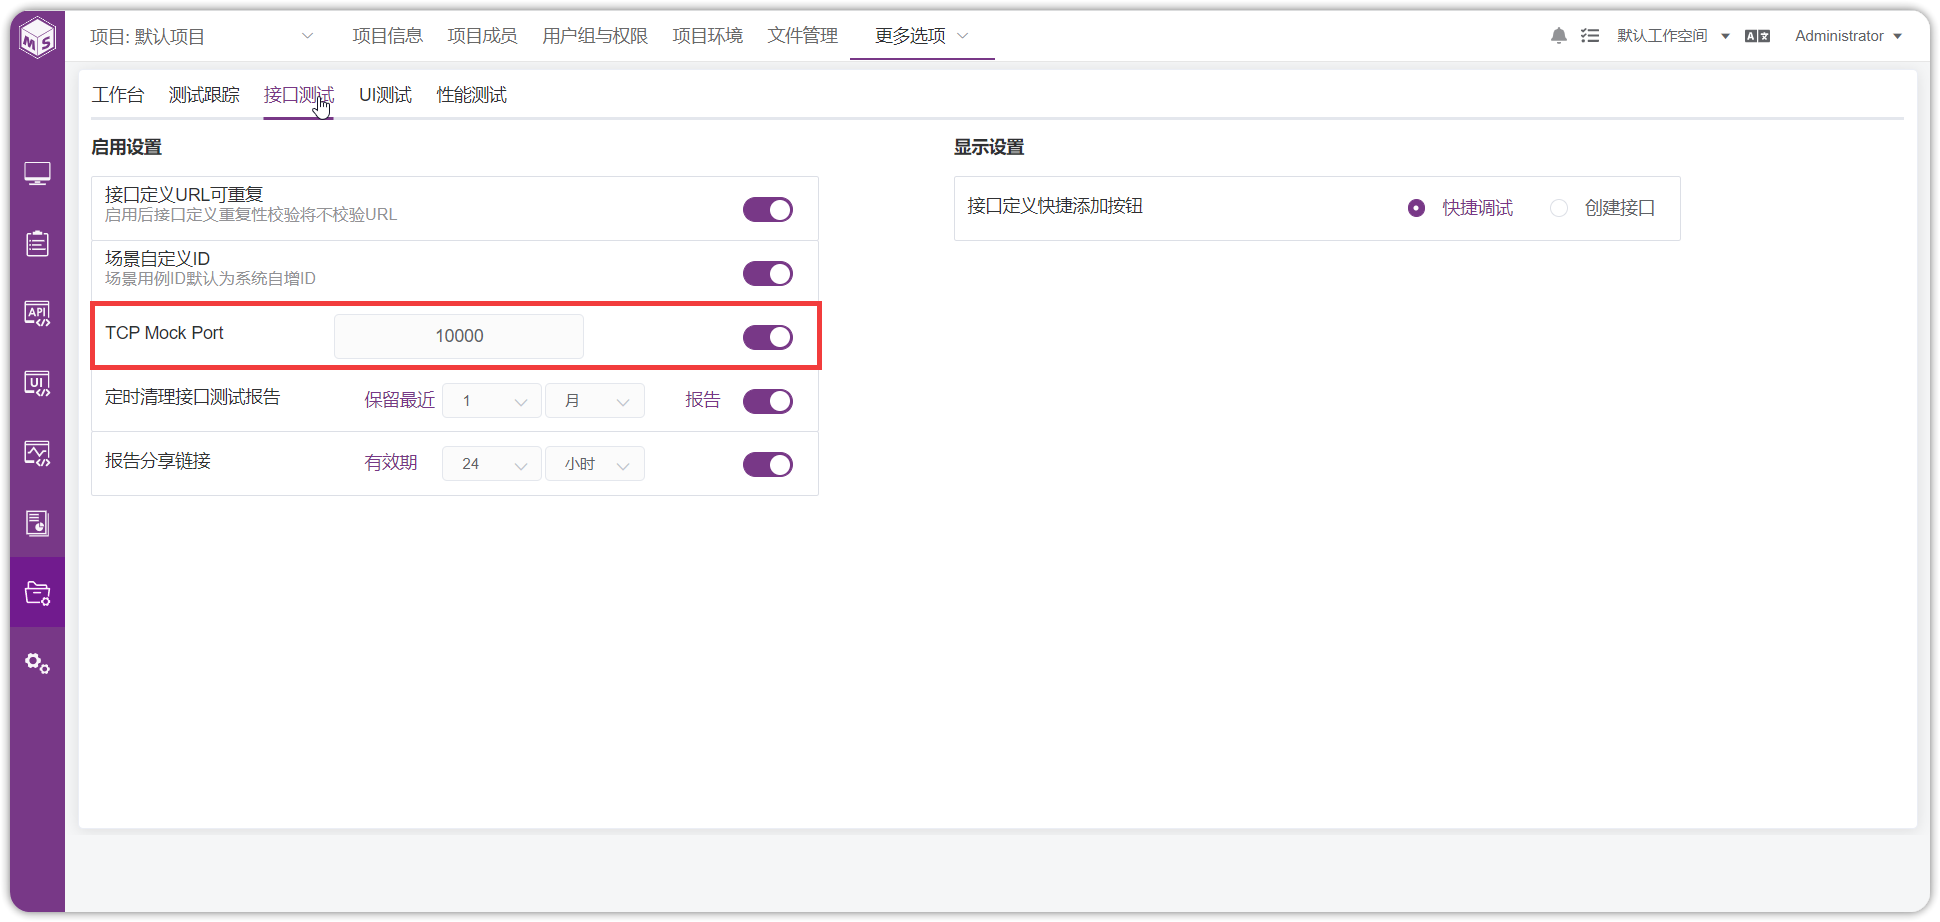 MS
项目: 默认项目
项目信息
项目成员
用户组与权限
项目环境
文件管理
更多选项
默认工作空间
Administrator
工作台
测试跟踪
接口测试
UI测试
性能测试
启用设置
接口定义URL可重复
启用后接口定义重复性校验将不校验URL
场景自定义ID
场景用例ID默认为系统自增ID
TCP Mock Port
10000
定时清理接口测试报告
保留最近
1
月
报告
报告分享链接
有效期
24
小时
显示设置
接口定义快捷添加按钮
快捷调试
创建接口
API
UI